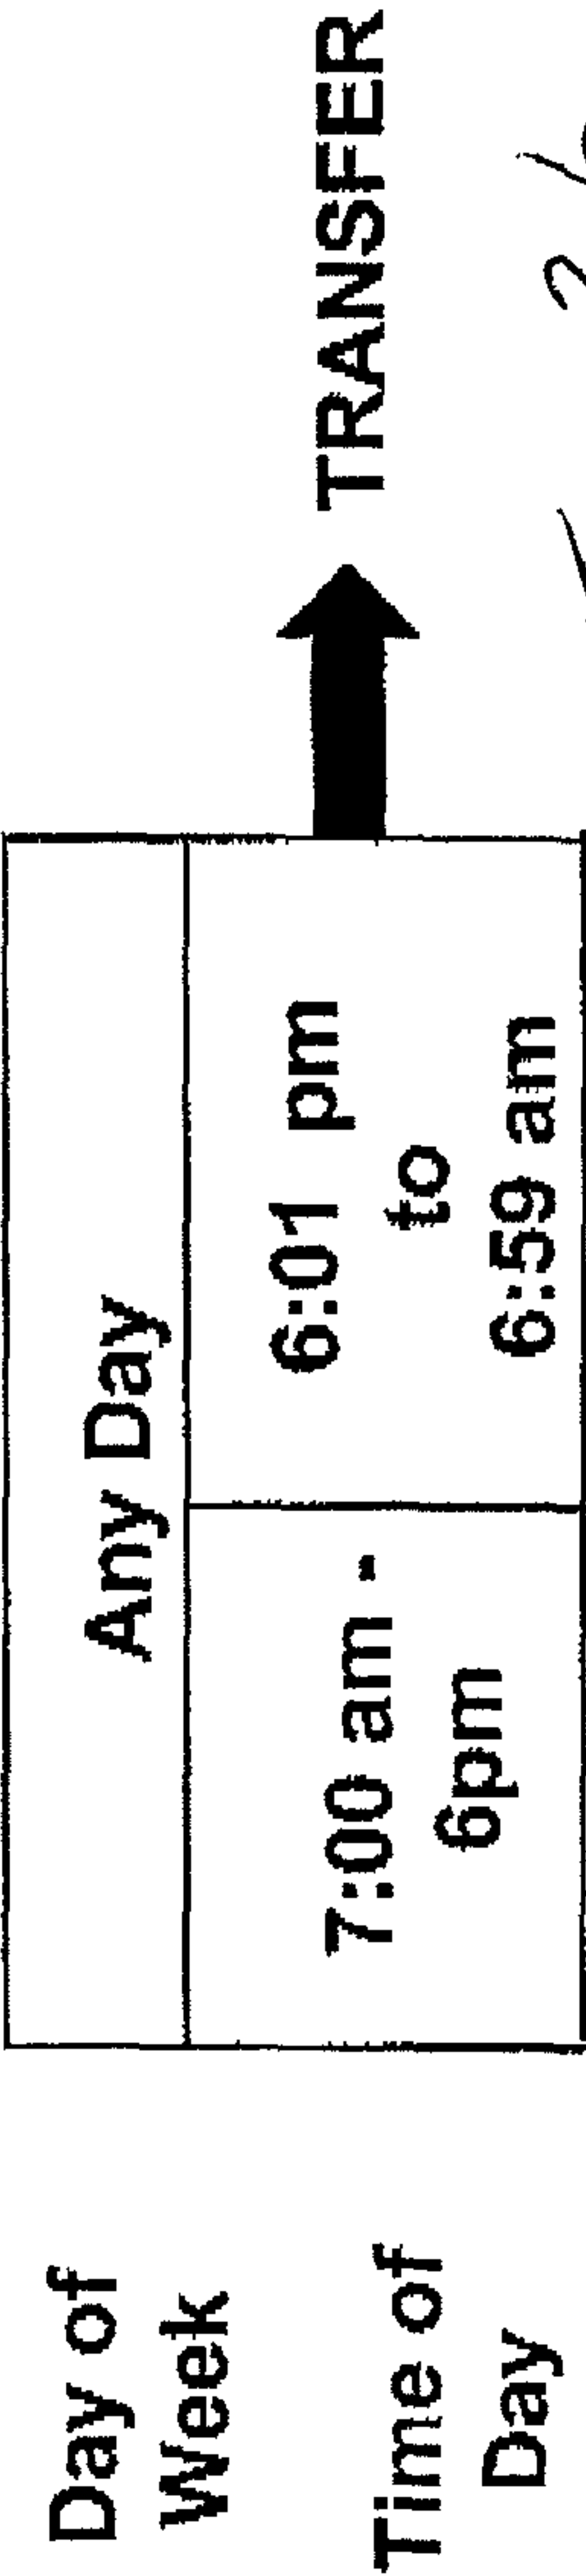 Day of
Week
Any Day
Time of
Day
7:00 am -
6pm
6:01 pm
to
6:59 am
TRANSFER